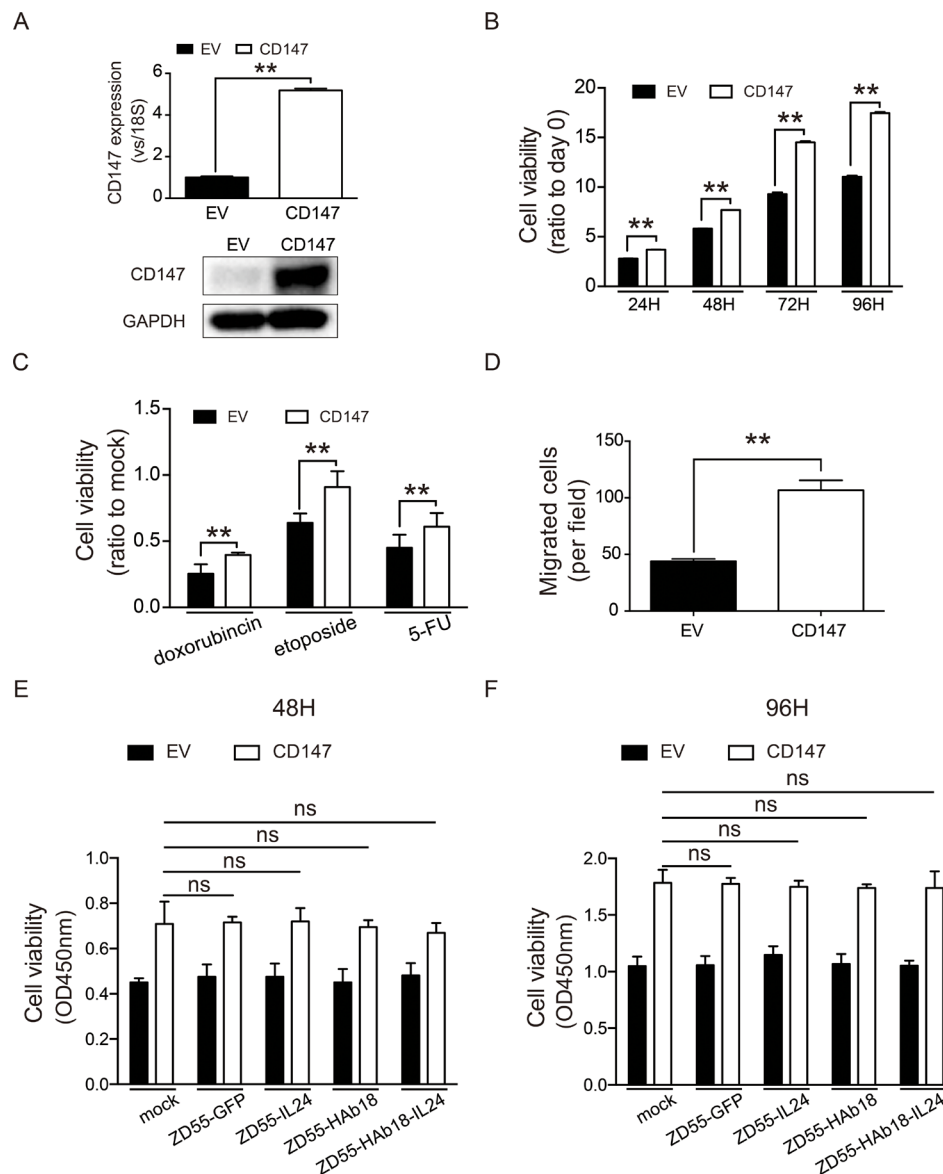 A
EV CD147
**
CD147 expression
(vs/18S)
6
4
2
0
EV CD147
EV CD147
CD147
GAPDH
B
EV CD147
Cell viability
(ratio to day 0)
20
15
10
5
0
** ** ** **
24H 48H 72H 96H
C
EV CD147
Cell viability
(ratio to mock)
1.5
1.0
0.5
0.0
** ** **
doxorubincin etoposide 5-FU
D
**
Migrated cells
(per field)
150
100
50
0
EV CD147
E
48H
EV CD147
ns
ns
ns
ns
Cell viability
(OD450nm)
1.0
0.8
0.6
0.4
0.2
0.0
mock ZD55-GFP ZD55-IL24 ZD55-HAb18 ZD55-HAb18-IL24
F
96H
EV CD147
ns
ns
ns
ns
Cell viability
(OD450nm)
2.0
1.5
1.0
0.5
0.0
mock ZD55-GFP ZD55-IL24 ZD55-HAb18 ZD55-HAb18-IL24